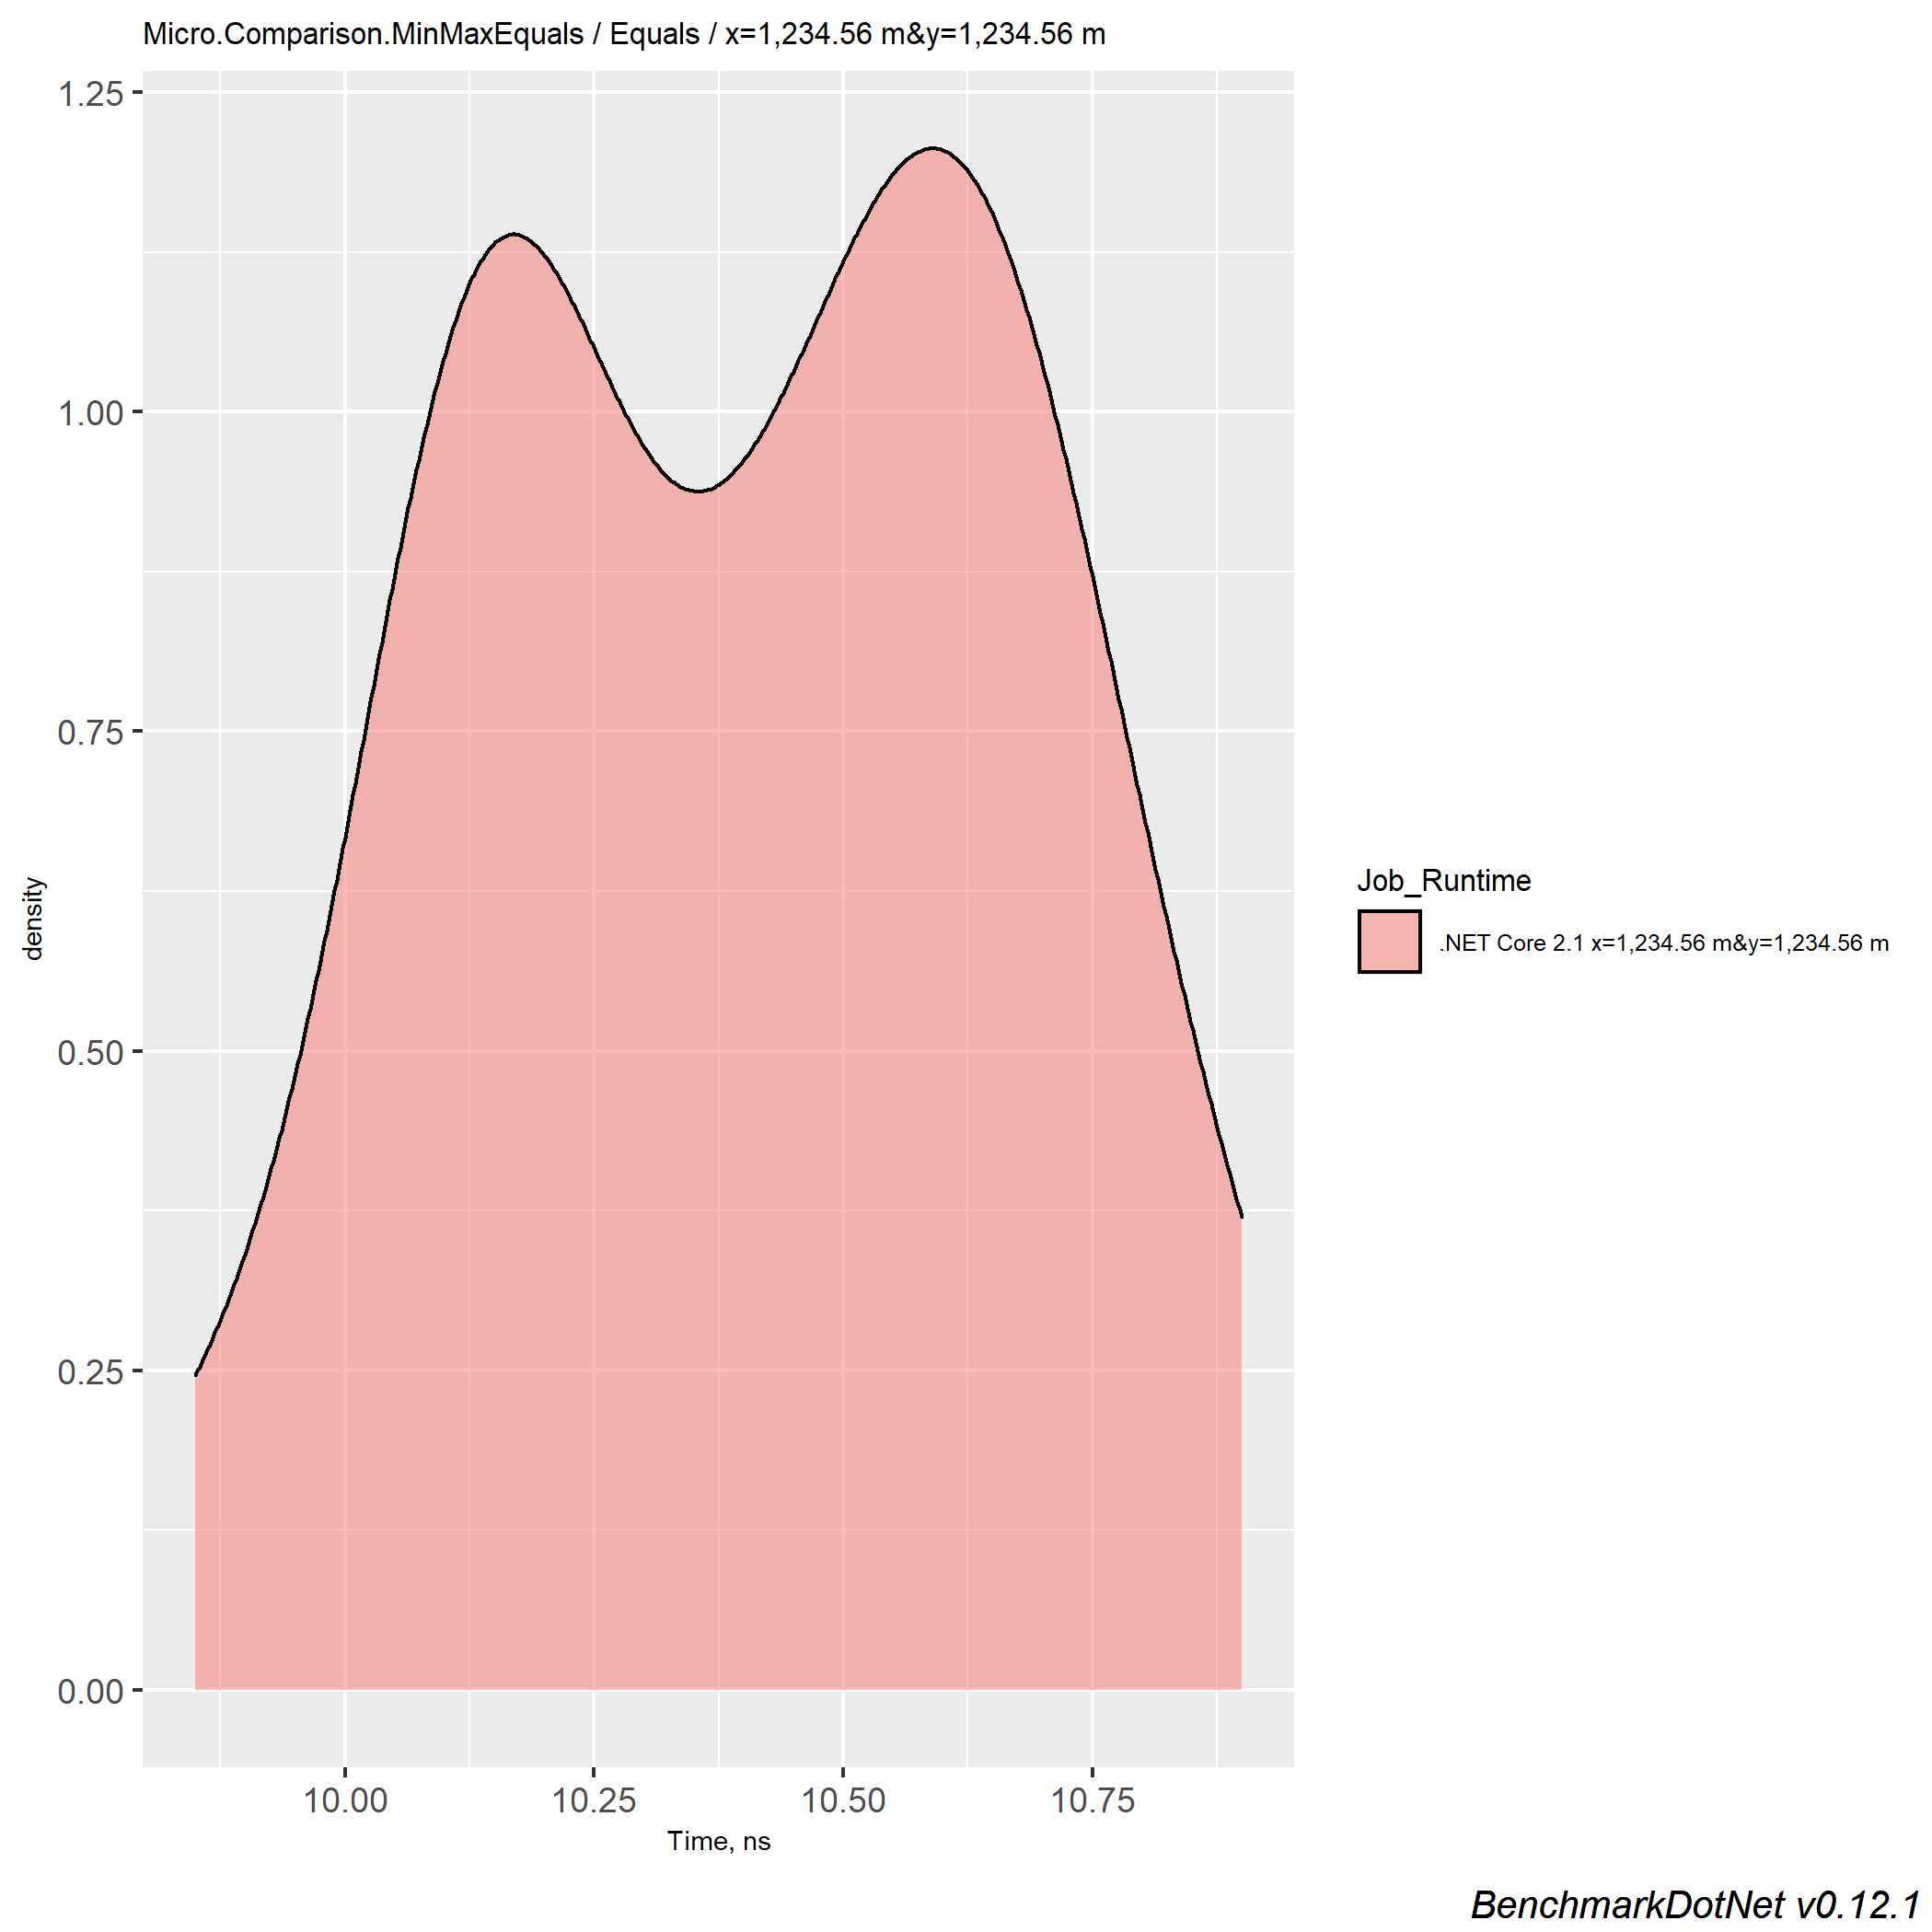 Micro.Comparison.MinMaxEquals / Equals / x=1,234.56 m&y=1,234.56 m
1.25
1.00
0.75
0.50
0.25
0.00
density
10.00 10.25 10.50 10.75
Time, ns
Job_Runtime
.NET Core 2.1 x=1,234.56 m&y=1,234.56 m
BenchmarkDotNet v0.12.1